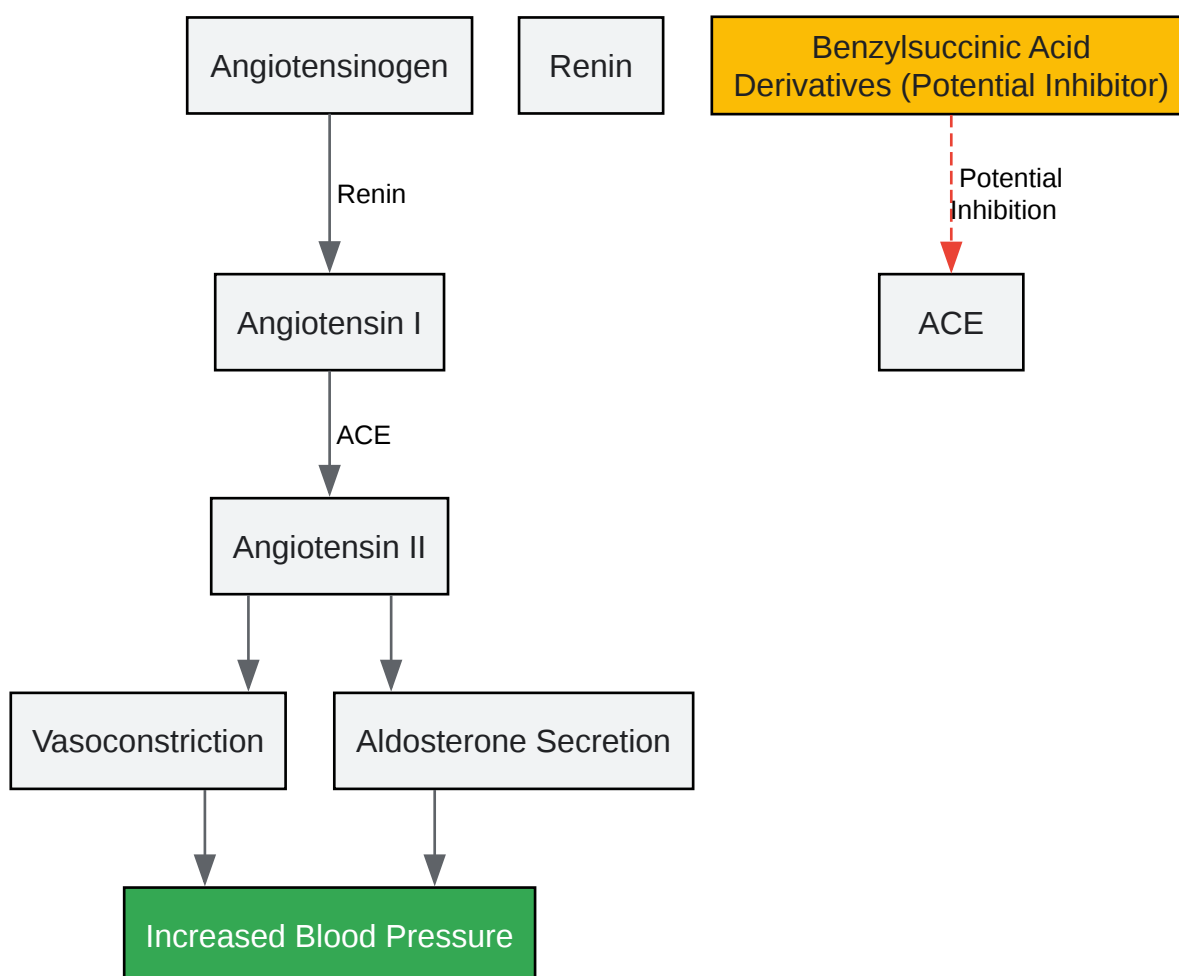 Angiotensinogen
Renin
Benzylsuccinic Acid
Derivatives (Potential Inhibitor)
Renin
Potential
Inhibition
Angiotensin I
ACE
ACE
Angiotensin II
Vasoconstriction
Aldosterone Secretion
Increased Blood Pressure